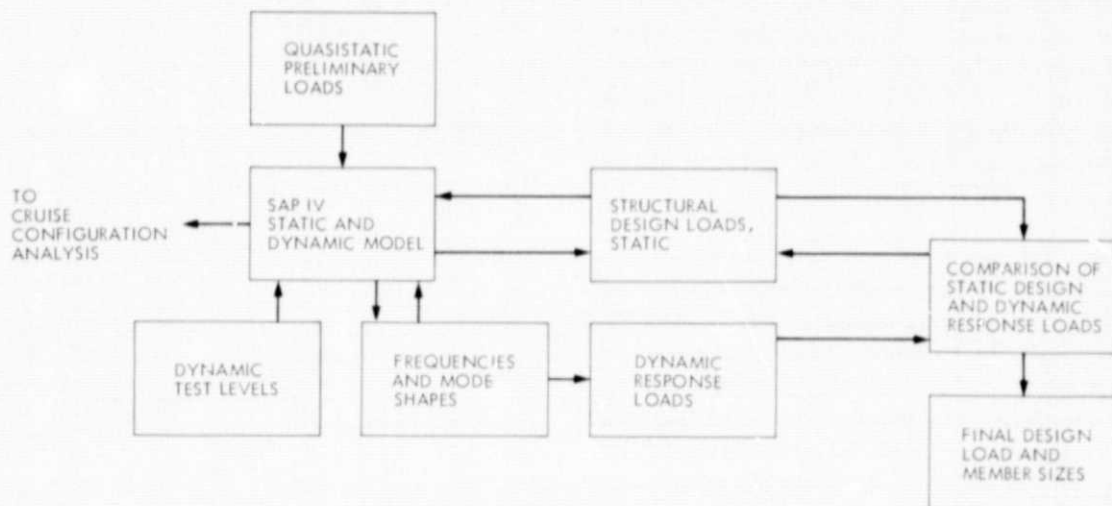 QUASISTATIC
PRELIMINARY
LOADS
TO
CRUISE
CONFIGURATION
ANALYSIS
SAP IV
STATIC AND
DYNAMIC MODEL
STRUCTURAL
DESIGN LOADS,
STATIC
COMPARISON OF
STATIC DESIGN
AND DYNAMIC
RESPONSE LOADS
DYNAMIC
TEST LEVELS
FREQUENCIES
AND MODE
SHAPES
DYNAMIC
RESPONSE
LOADS
FINAL DESIGN
LOAD AND
MEMBER SIZES